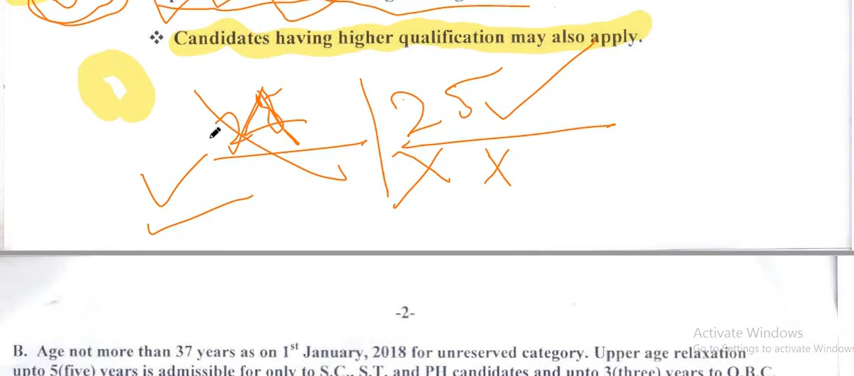 ❖ Candidates having higher qualification may also apply.
25
X X
-2-
Activate Windows
Go to Settings to activate Windows
B. Age not more than 37 years as on 1st January, 2018 for unreserved category. Upper age relaxation
upto 5(five) years is admissible for only to S.C., S.T. and PH candidates and upto 3(three) years to O.B.C.